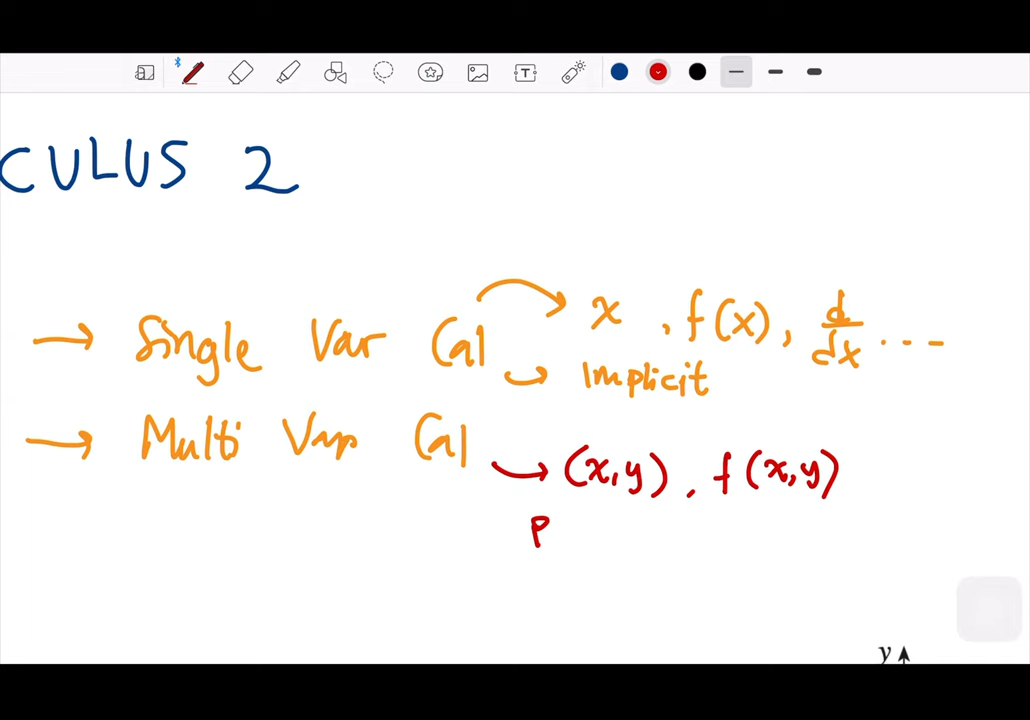 CULUS 2
→ Single Var Cal → x , f(x), d/dx ...
→ Implicit
→ Multi Var Cal → (x,y), f(x,y)
P
y